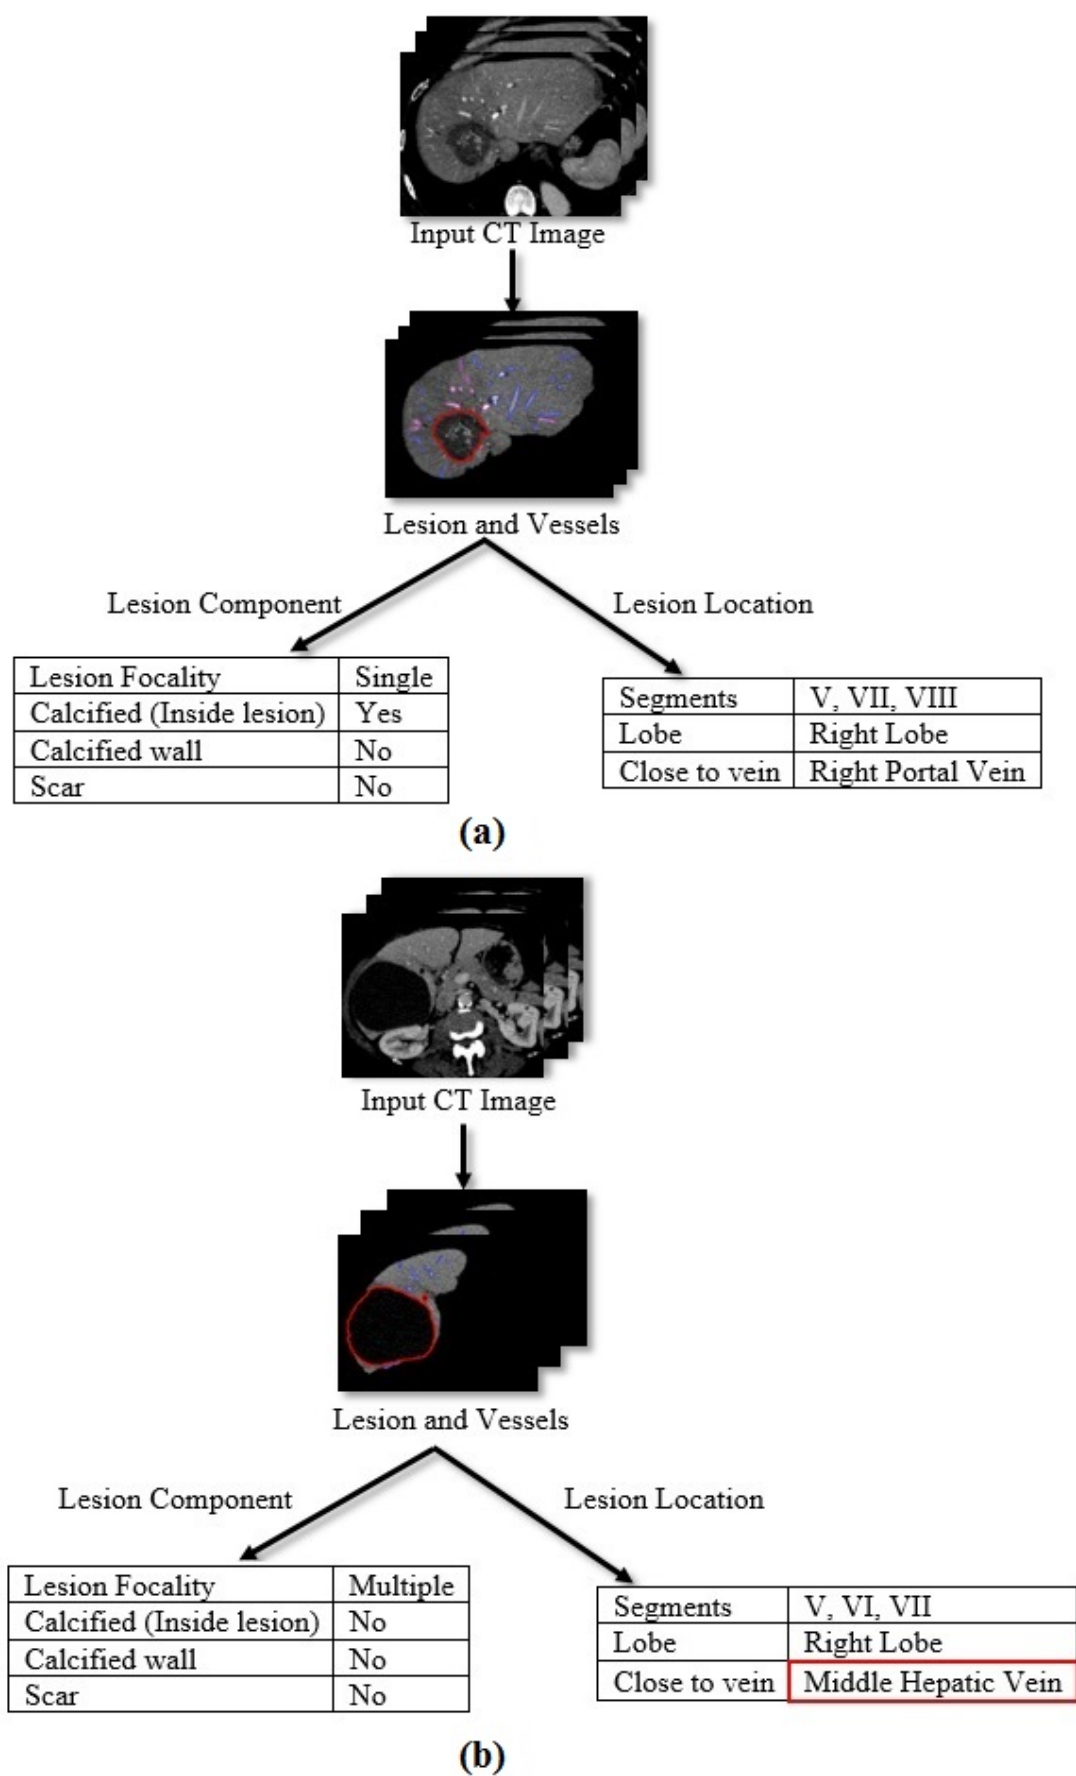 Input CT Image
Lesion and Vessels
Lesion Component
Lesion Location
Lesion Focality Single
Calcified (Inside lesion) Yes
Calcified wall No
Scar No
Segments V, VII, VIII
Lobe Right Lobe
Close to vein Right Portal Vein
(a)
Input CT Image
Lesion and Vessels
Lesion Component
Lesion Location
Lesion Focality Multiple
Calcified (Inside lesion) No
Calcified wall No
Scar No
Segments V, VI, VII
Lobe Right Lobe
Close to vein Middle Hepatic Vein
(b)